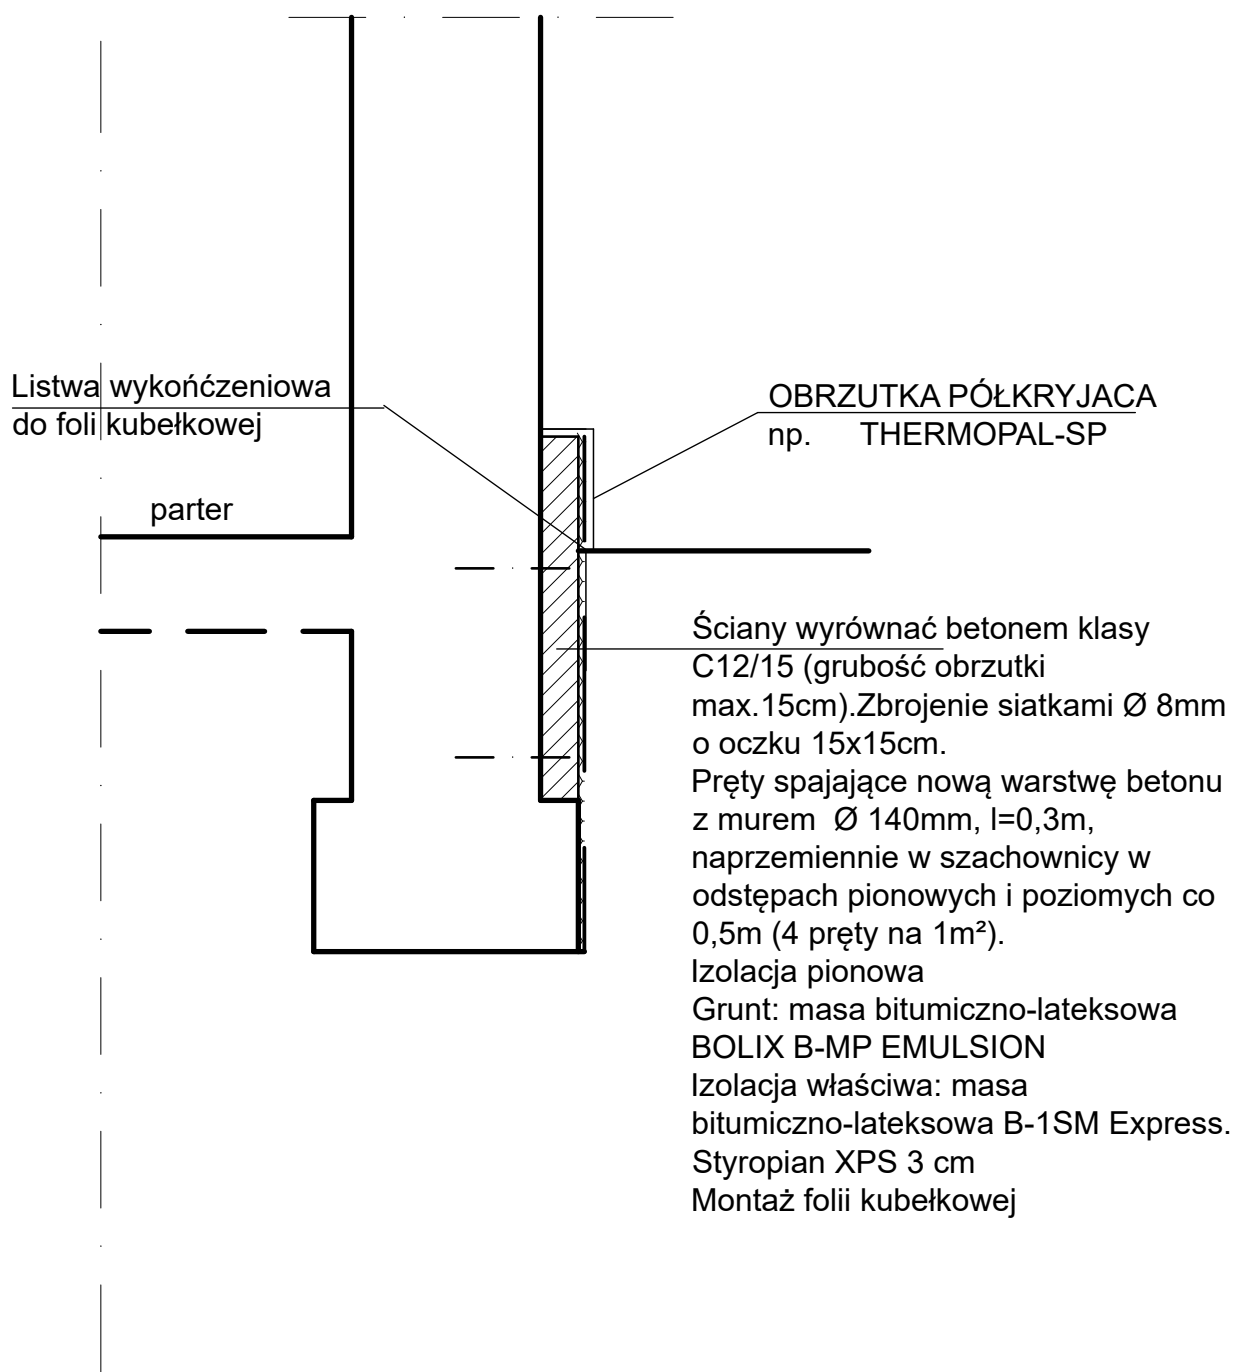 Listwa wykońćzeniowa
do foli kubełkowej
OBRZUTKA PÓŁKRYJACA
np. THERMOPAL-SP
parter
Ściany wyrównać betonem klasy
C12/15 (grubość obrzutki
max.15cm).Zbrojenie siatkami Ø 8mm
o oczku 15x15cm.
Pręty spajające nową warstwę betonu
z murem Ø 140mm, l=0,3m,
naprzemiennie w szachownicy w
odstępach pionowych i poziomych co
0,5m (4 pręty na 1m²).
Izolacja pionowa
Grunt: masa bitumiczno-lateksowa
BOLIX B-MP EMULSION
Izolacja właściwa: masa
bitumiczno-lateksowa B-1SM Express.
Styropian XPS 3 cm
Montaż folii kubełkowej